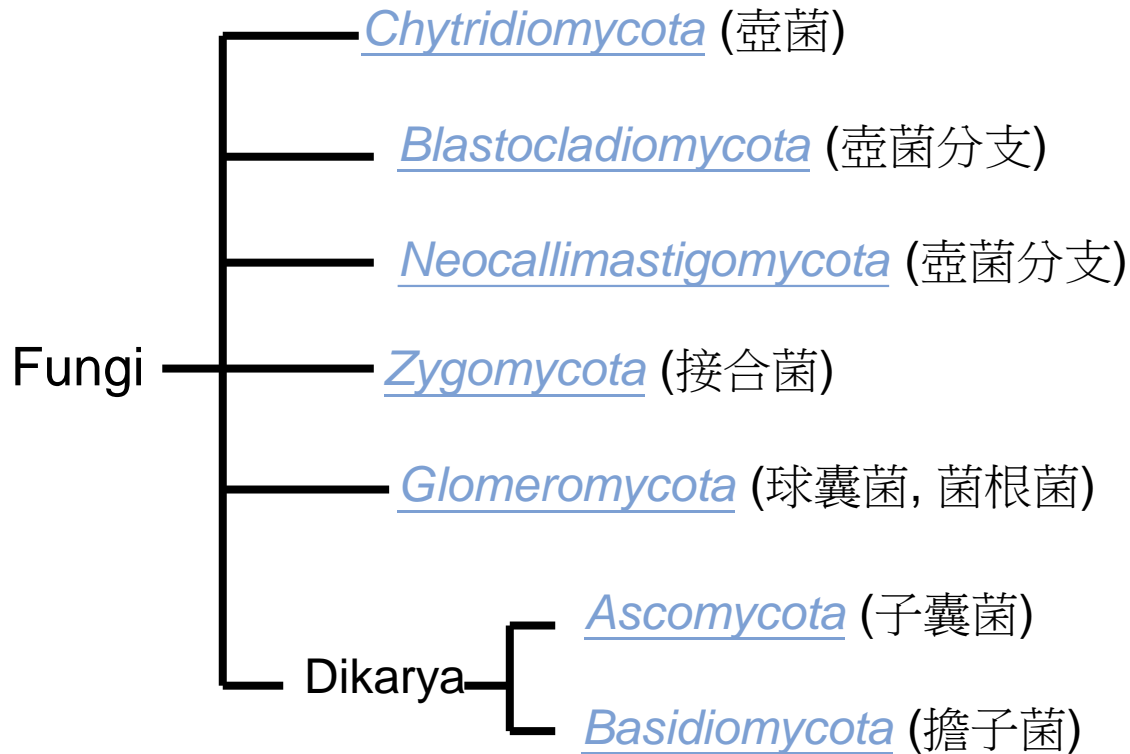 Chytridiomycota (壺菌)
Blastocladiomycota (壺菌分支)
Neocallimastigomycota (壺菌分支)
Fungi
Zygomycota (接合菌)
Glomeromycota (球囊菌, 菌根菌)
Ascomycota (子囊菌)
Dikarya
Basidiomycota (擔子菌)